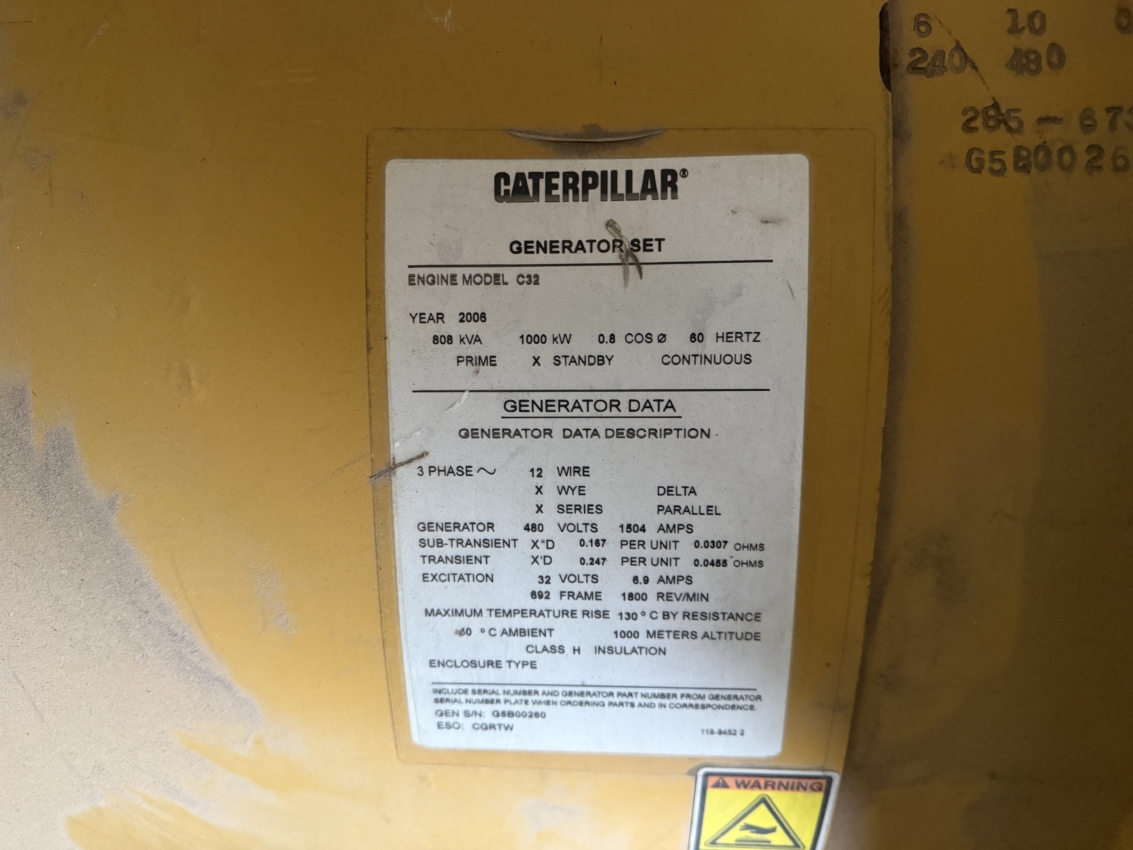 6 10
240 480
285-673
*G5B0026
CATERPILLAR®
GENERATOR SET
ENGINE MODEL C32
YEAR 2006
808 kVA 1000 kW 0.8 COS Ø 60 HERTZ
PRIME X STANDBY CONTINUOUS
GENERATOR DATA
GENERATOR DATA DESCRIPTION
3 PHASE ~ 12 WIRE
X WYE DELTA
X SERIES PARALLEL
GENERATOR 480 VOLTS 1504 AMPS
SUB-TRANSIENT X"D 0.167 PER UNIT 0.0307 OHMS
TRANSIENT X'D 0.247 PER UNIT 0.0455 OHMS
EXCITATION 32 VOLTS 6.9 AMPS
692 FRAME 1800 REV/MIN
MAXIMUM TEMPERATURE RISE 130 ° C BY RESISTANCE
40 ° C AMBIENT 1000 METERS ALTITUDE
CLASS H INSULATION
ENCLOSURE TYPE
INCLUDE SERIAL NUMBER AND GENERATOR PART NUMBER FROM GENERATOR
SERIAL NUMBER PLATE WHEN ORDERING PARTS AND IN CORRESPONDENCE.
GEN S/N: G5B00260
ESO: CGRTW
118-8452 2
WARNING